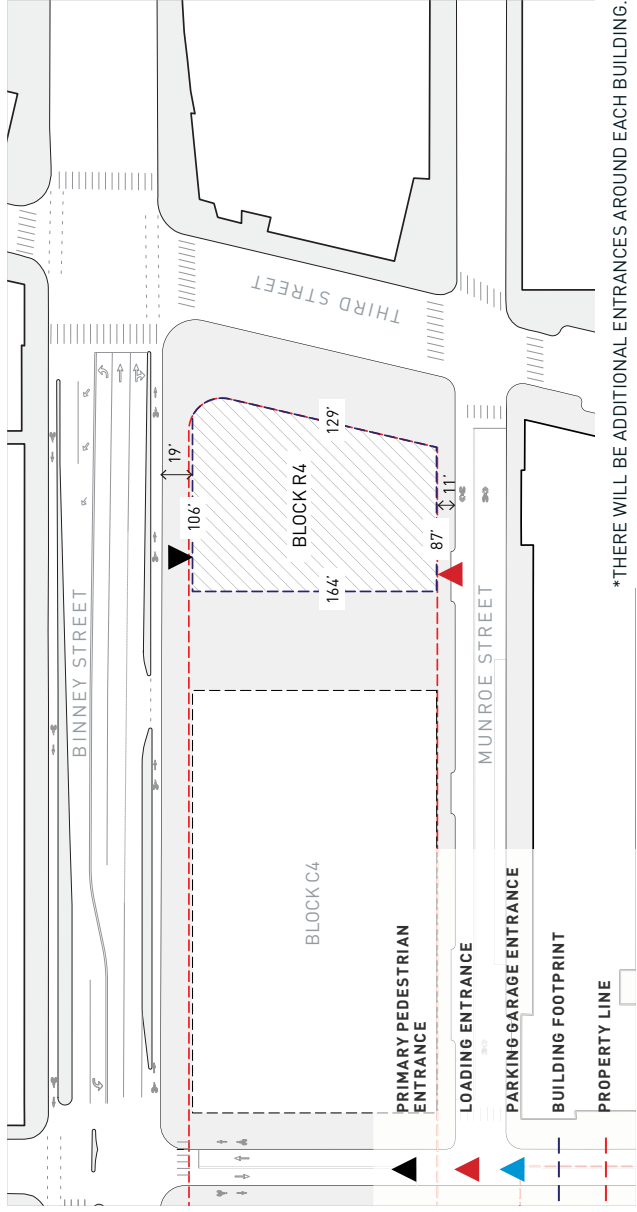 THIRD STREET
BINNEY STREET
19'
106'
129'
BLOCK R4
11'
87'
164'
MUNROE STREET
BLOCK C4
PRIMARY PEDESTRIAN
ENTRANCE
LOADING ENTRANCE
PARKING GARAGE ENTRANCE
BUILDING FOOTPRINT
PROPERTY LINE
*THERE WILL BE ADDITIONAL ENTRANCES AROUND EACH BUILDING.